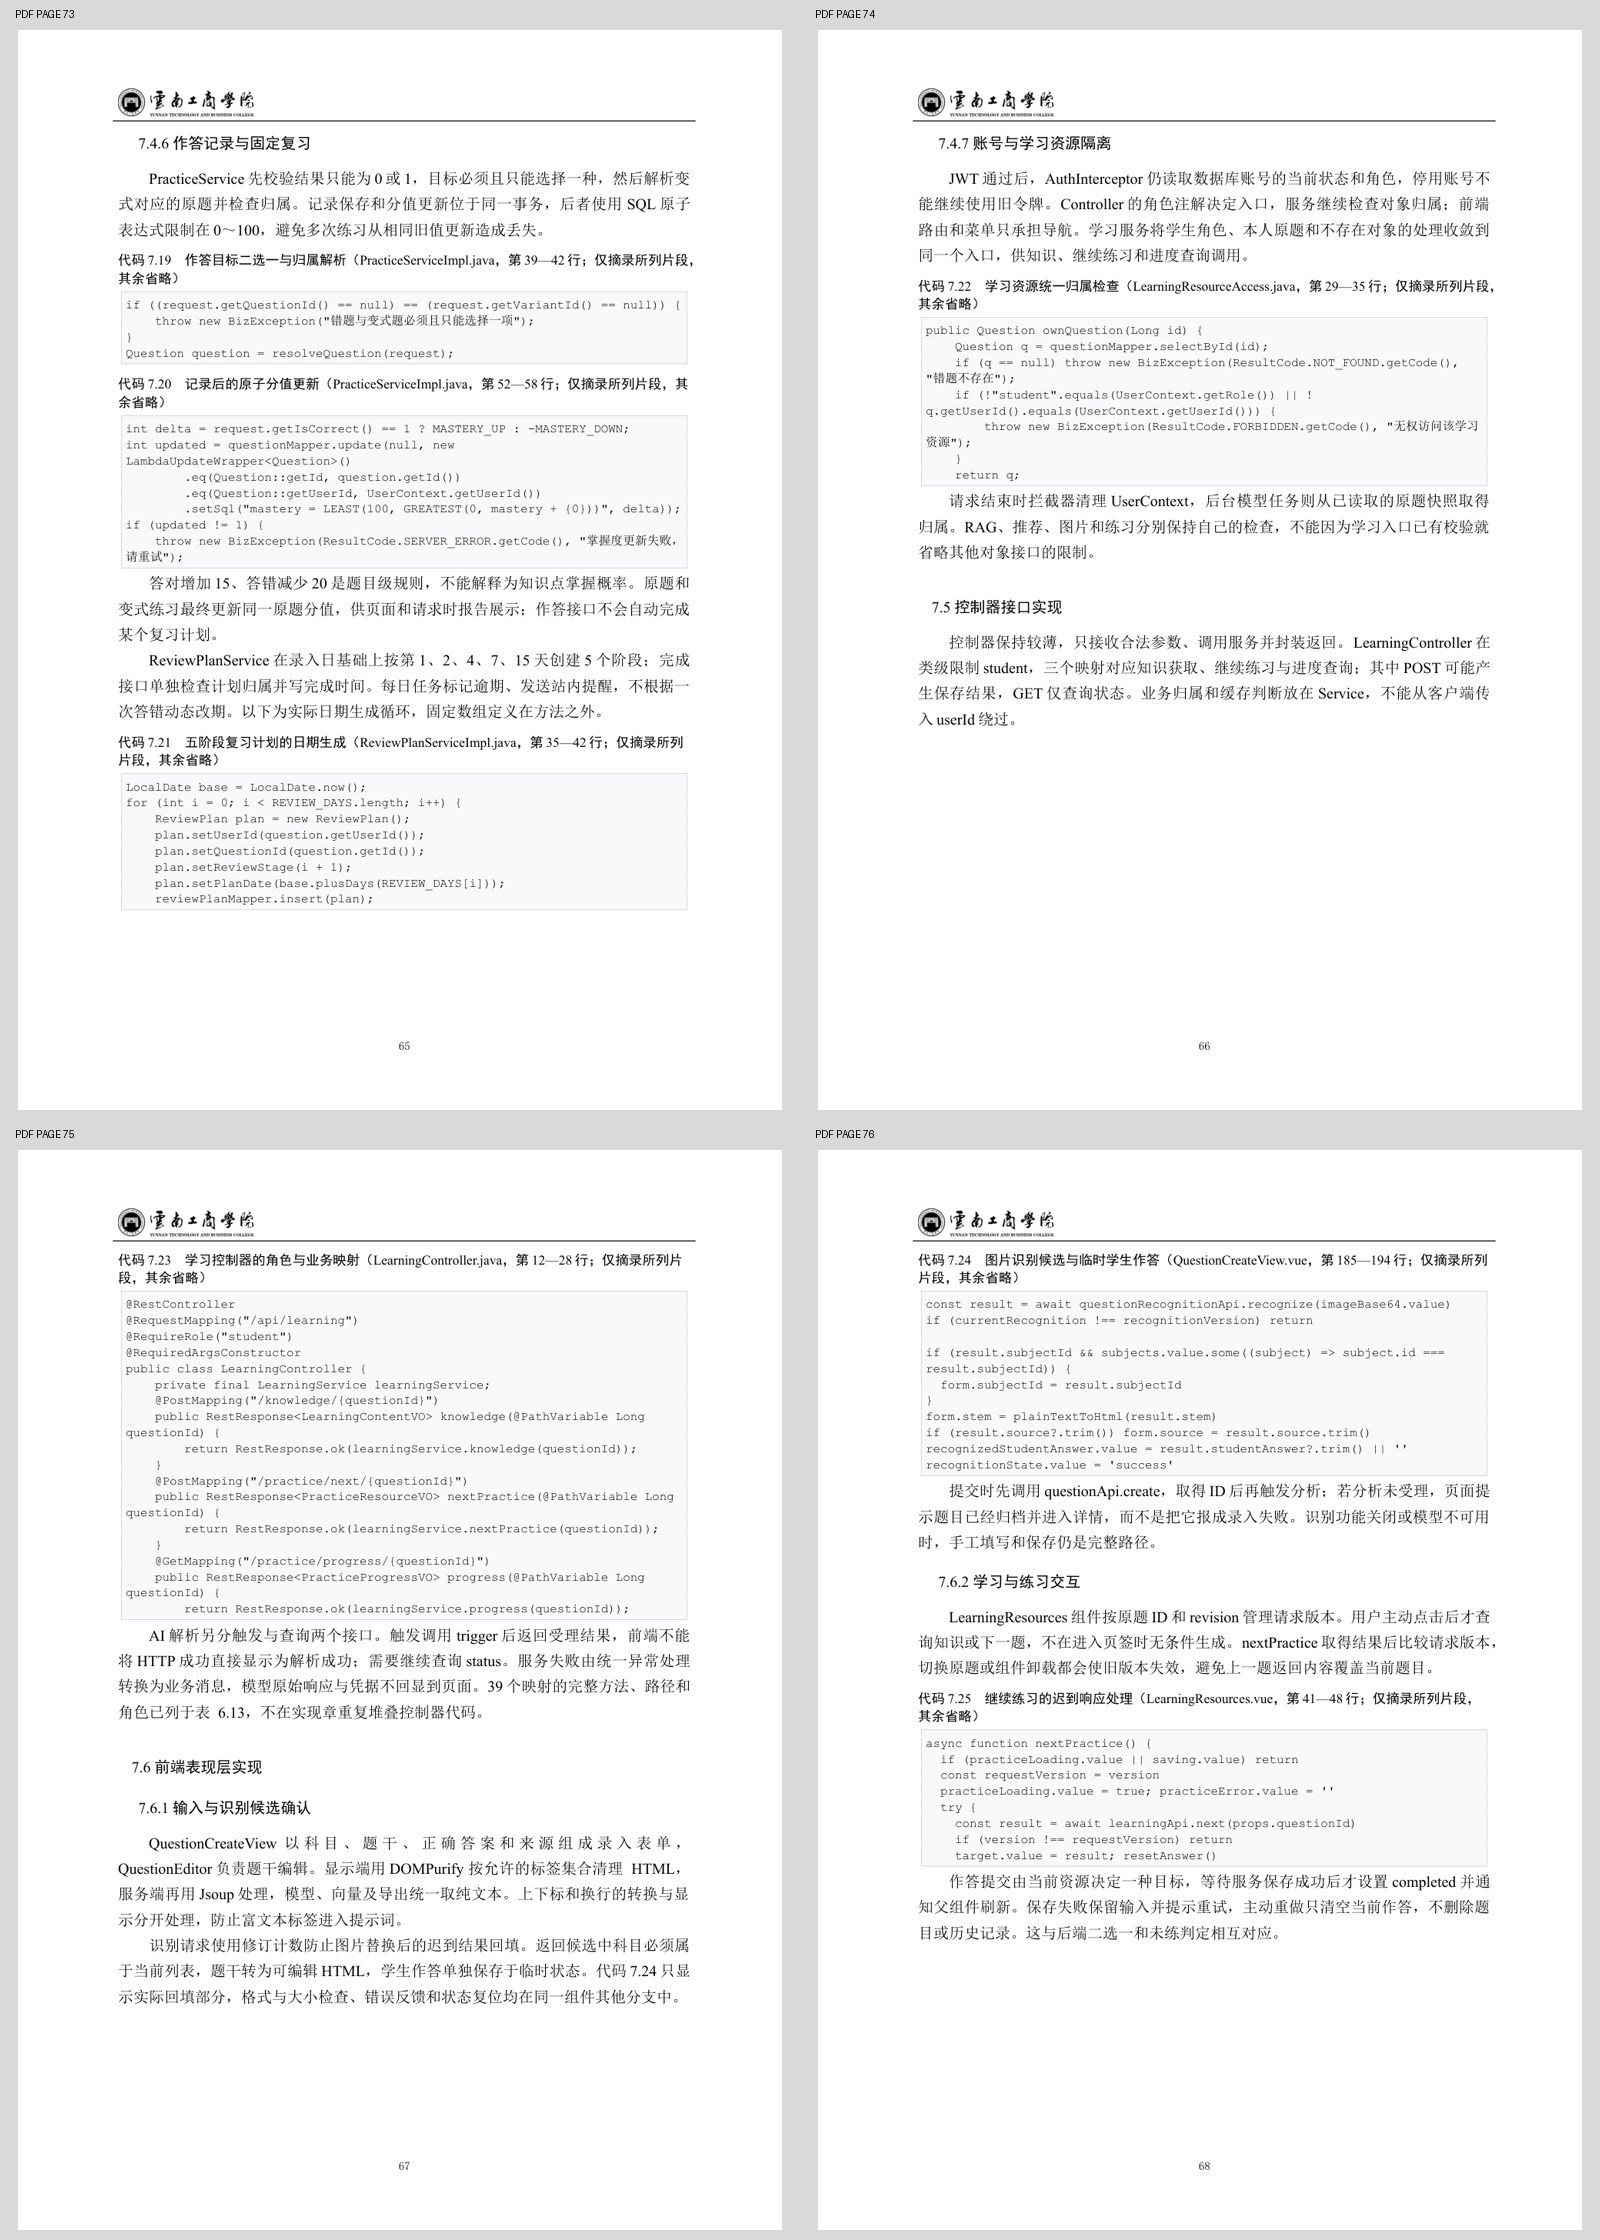 PDF PAGE 73
雲南工商學院
YUNNAN TECHNOLOGY AND BUSINESS COLLEGE
7.4.6 作答记录与固定复习
PracticeService 先校验结果只能为 0 或 1，目标必须且只能选择一种，然后解析变
式对应的原题并检查归属。记录保存和分值更新位于同一事务，后者使用 SQL 原子
表达式限制在 0～100，避免多次练习从相同旧值更新造成丢失。
代码 7.19 作答目标二选一与归属解析（PracticeServiceImpl.java，第 39—42 行；仅摘录所列片段，
其余省略）
if ((request.getQuestionId() == null) == (request.getVariantId() == null)) {
    throw new BizException("错题与变式题必须且只能选择一项");
}
Question question = resolveQuestion(request);
代码 7.20 记录后的原子分值更新（PracticeServiceImpl.java，第 52—58 行；仅摘录所列片段，其
余省略）
int delta = request.getIsCorrect() == 1 ? MASTERY_UP : -MASTERY_DOWN;
int updated = questionMapper.update(null, new
LambdaUpdateWrapper<Question>()
        .eq(Question::getId, question.getId())
        .eq(Question::getUserId, UserContext.getUserId())
        .setSql("mastery = LEAST(100, GREATEST(0, mastery + {0}))", delta));
if (updated != 1) {
    throw new BizException(ResultCode.SERVER_ERROR.getCode(), "掌握度更新失败，
请重试");
答对增加 15、答错减少 20 是题目级规则，不能解释为知识点掌握概率。原题和
变式练习最终更新同一原题分值，供页面和请求时报告展示；作答接口不会自动完成
某个复习计划。
ReviewPlanService 在录入日基础上按第 1、2、4、7、15 天创建 5 个阶段；完成
接口单独检查计划归属并写完成时间。每日任务标记逾期、发送站内提醒，不根据一
次答错动态改期。以下为实际日期生成循环，固定数组定义在方法之外。
代码 7.21 五阶段复习计划的日期生成（ReviewPlanServiceImpl.java，第 35—42 行；仅摘录所列
片段，其余省略）
LocalDate base = LocalDate.now();
for (int i = 0; i < REVIEW_DAYS.length; i++) {
    ReviewPlan plan = new ReviewPlan();
    plan.setUserId(question.getUserId());
    plan.setQuestionId(question.getId());
    plan.setReviewStage(i + 1);
    plan.setPlanDate(base.plusDays(REVIEW_DAYS[i]));
    reviewPlanMapper.insert(plan);
65
PDF PAGE 74
雲南工商學院
YUNNAN TECHNOLOGY AND BUSINESS COLLEGE
7.4.7 账号与学习资源隔离
JWT 通过后，AuthInterceptor 仍读取数据库账号的当前状态和角色，停用账号不
能继续使用旧令牌。Controller 的角色注解决定入口，服务继续检查对象归属；前端
路由和菜单只承担导航。学习服务将学生角色、本人原题和不存在对象的处理收敛到
同一个入口，供知识、继续练习和进度查询调用。
代码 7.22 学习资源统一归属检查（LearningResourceAccess.java，第 29—35 行；仅摘录所列片段，
其余省略）
public Question ownQuestion(Long id) {
    Question q = questionMapper.selectById(id);
    if (q == null) throw new BizException(ResultCode.NOT_FOUND.getCode(),
"错题不存在");
    if (!"student".equals(UserContext.getRole()) || !
q.getUserId().equals(UserContext.getUserId())) {
        throw new BizException(ResultCode.FORBIDDEN.getCode(), "无权访问该学习
资源");
    }
    return q;
请求结束时拦截器清理 UserContext，后台模型任务则从已读取的原题快照取得
归属。RAG、推荐、图片和练习分别保持自己的检查，不能因为学习入口已有校验就
省略其他对象接口的限制。
7.5 控制器接口实现
控制器保持较薄，只接收合法参数、调用服务并封装返回。LearningController 在
类级限制 student，三个映射对应知识获取、继续练习与进度查询；其中 POST 可能产
生保存结果，GET 仅查询状态。业务归属和缓存判断放在 Service，不能从客户端传
入 userId 绕过。
66
PDF PAGE 75
雲南工商學院
YUNNAN TECHNOLOGY AND BUSINESS COLLEGE
代码 7.23 学习控制器的角色与业务映射（LearningController.java，第 12—28 行；仅摘录所列片
段，其余省略）
@RestController
@RequestMapping("/api/learning")
@RequireRole("student")
@RequiredArgsConstructor
public class LearningController {
    private final LearningService learningService;
    @PostMapping("/knowledge/{questionId}")
    public RestResponse<LearningContentVO> knowledge(@PathVariable Long
questionId) {
        return RestResponse.ok(learningService.knowledge(questionId));
    }
    @PostMapping("/practice/next/{questionId}")
    public RestResponse<PracticeResourceVO> nextPractice(@PathVariable Long
questionId) {
        return RestResponse.ok(learningService.nextPractice(questionId));
    }
    @GetMapping("/practice/progress/{questionId}")
    public RestResponse<PracticeProgressVO> progress(@PathVariable Long
questionId) {
        return RestResponse.ok(learningService.progress(questionId));
AI 解析另分触发与查询两个接口。触发调用 trigger 后返回受理结果，前端不能
将 HTTP 成功直接显示为解析成功；需要继续查询 status。服务失败由统一异常处理
转换为业务消息，模型原始响应与凭据不回显到页面。39 个映射的完整方法、路径和
角色已列于表 6.13，不在实现章重复堆叠控制器代码。
7.6 前端表现层实现
7.6.1 输入与识别候选确认
QuestionCreateView 以科目、题干、正确答案和来源组成录入表单，
QuestionEditor 负责题干编辑。显示端用 DOMPurify 按允许的标签集合清理 HTML，
服务端再用 Jsoup 处理，模型、向量及导出统一取纯文本。上下标和换行的转换与显
示分开处理，防止富文本标签进入提示词。
识别请求使用修订计数防止图片替换后的迟到结果回填。返回候选中科目必须属
于当前列表，题干转为可编辑 HTML，学生作答单独保存于临时状态。代码 7.24 只显
示实际回填部分，格式与大小检查、错误反馈和状态复位均在同一组件其他分支中。
67
PDF PAGE 76
雲南工商學院
YUNNAN TECHNOLOGY AND BUSINESS COLLEGE
代码 7.24 图片识别候选与临时学生作答（QuestionCreateView.vue，第 185—194 行；仅摘录所列
片段，其余省略）
const result = await questionRecognitionApi.recognize(imageBase64.value)
if (currentRecognition !== recognitionVersion) return
if (result.subjectId && subjects.value.some((subject) => subject.id ===
result.subjectId)) {
  form.subjectId = result.subjectId
}
form.stem = plainTextToHtml(result.stem)
if (result.source?.trim()) form.source = result.source.trim()
recognizedStudentAnswer.value = result.studentAnswer?.trim() || ''
recognitionState.value = 'success'
提交时先调用 questionApi.create，取得 ID 后再触发分析；若分析未受理，页面提
示题目已经归档并进入详情，而不是把它报成录入失败。识别功能关闭或模型不可用
时，手工填写和保存仍是完整路径。
7.6.2 学习与练习交互
LearningResources 组件按原题 ID 和 revision 管理请求版本。用户主动点击后才查
询知识或下一题，不在进入页签时无条件生成。nextPractice 取得结果后比较请求版本，
切换原题或组件卸载都会使旧版本失效，避免上一题返回内容覆盖当前题目。
代码 7.25 继续练习的迟到响应处理（LearningResources.vue，第 41—48 行；仅摘录所列片段，
其余省略）
async function nextPractice() {
  if (practiceLoading.value || saving.value) return
  const requestVersion = version
  practiceLoading.value = true; practiceError.value = ''
  try {
    const result = await learningApi.next(props.questionId)
    if (version !== requestVersion) return
    target.value = result; resetAnswer()
作答提交由当前资源决定一种目标，等待服务保存成功后才设置 completed 并通
知父组件刷新。保存失败保留输入并提示重试，主动重做只清空当前作答，不删除题
目或历史记录。这与后端二选一和未练判定相互对应。
68